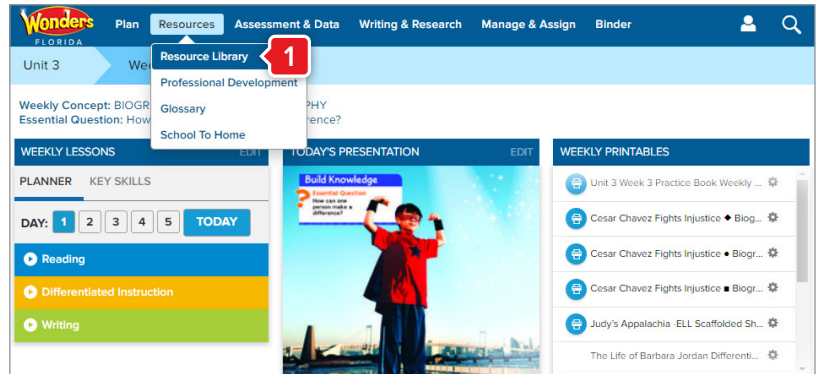 Wonders
FLORIDA
Plan Resources Assessment & Data Writing & Research Manage & Assign Binder
Resource Library
1
Professional Development
Glossary
School To Home
Unit 3 We
Weekly Concept: BIOGR PHY
Essential Question: How rence?
WEEKLY LESSONS EDIT
PLANNER KEY SKILLS
DAY: 1 2 3 4 5 TODAY
Reading
Differentiated Instruction
Writing
TODAY'S PRESENTATION EDIT
Build Knowledge
Essential Question
How can one
person make a
difference?
WEEKLY PRINTABLES
Unit 3 Week 3 Practice Book Weekly ...
Cesar Chavez Fights Injustice ◆ Biog...
Cesar Chavez Fights Injustice ● Biogr...
Cesar Chavez Fights Injustice ■ Biogr...
Judy's Appalachia -ELL Scaffolded Sh...
The Life of Barbara Jordan Differenti...